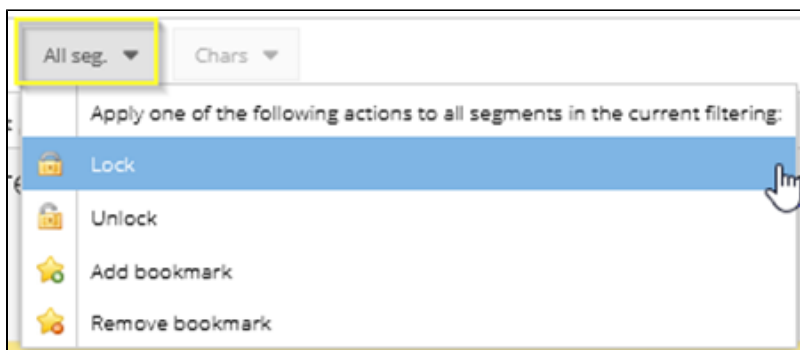 All seg.
Chars
Apply one of the following actions to all segments in the current filtering:
Lock
Unlock
Add bookmark
Remove bookmark